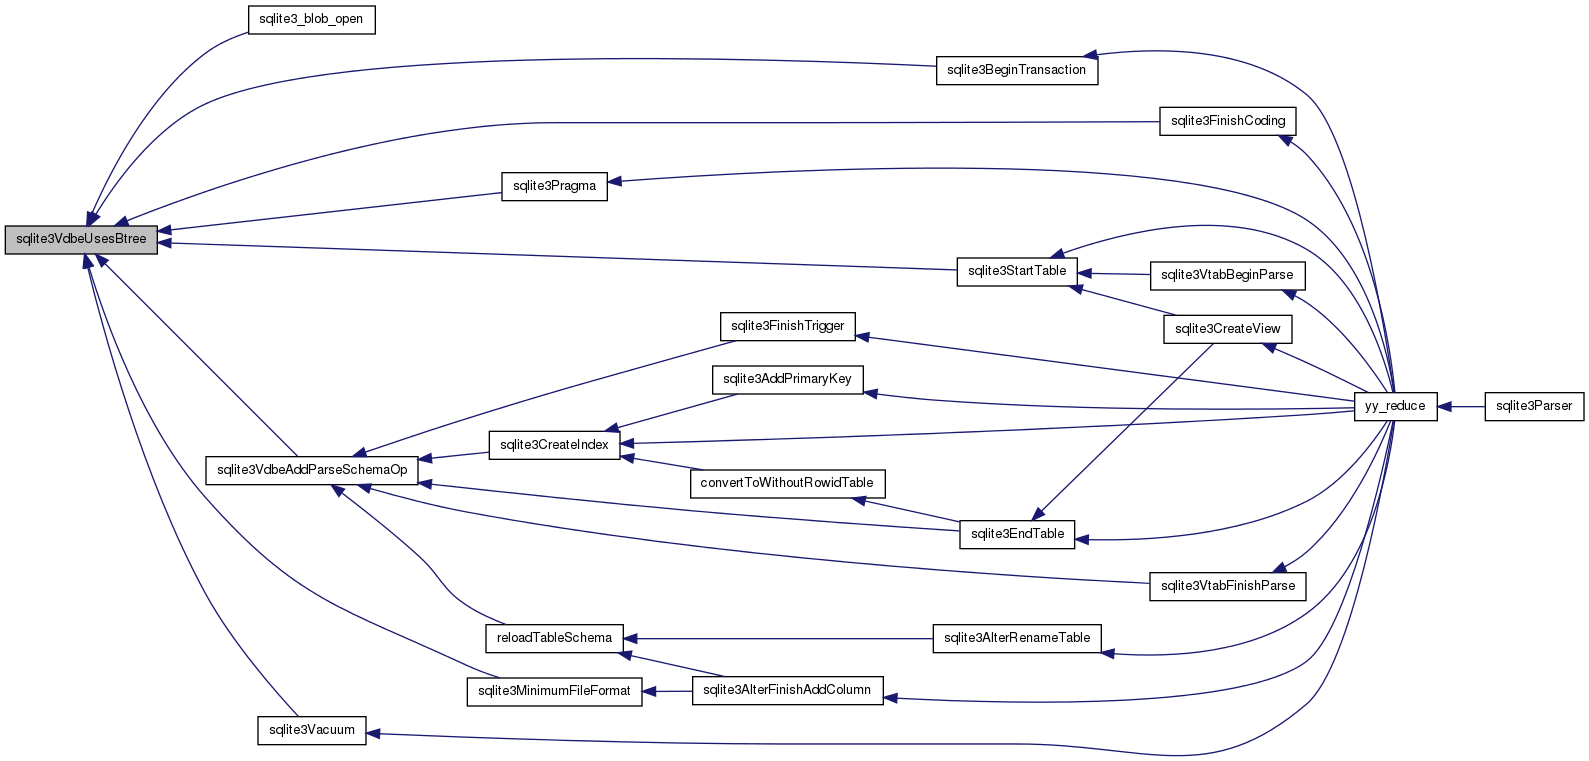 sqlite3_blob_open
sqlite3BeginTransaction
sqlite3FinishCoding
sqlite3Pragma
sqlite3VdbeUsesBtree
sqlite3StartTable
sqlite3VtabBeginParse
sqlite3FinishTrigger
sqlite3CreateView
sqlite3AddPrimaryKey
yy_reduce
sqlite3Parser
sqlite3CreateIndex
sqlite3VdbeAddParseSchemaOp
convertToWithoutRowidTable
sqlite3EndTable
sqlite3VtabFinishParse
reloadTableSchema
sqlite3AlterRenameTable
sqlite3MinimumFileFormat
sqlite3AlterFinishAddColumn
sqlite3Vacuum